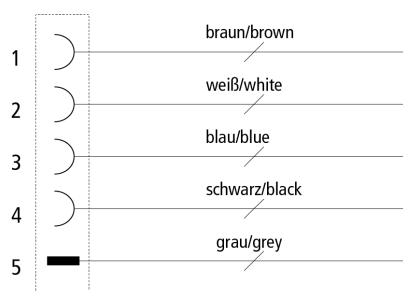 1 braun/brown
2 weiß/white
3 blau/blue
4 schwarz/black
5 grau/grey